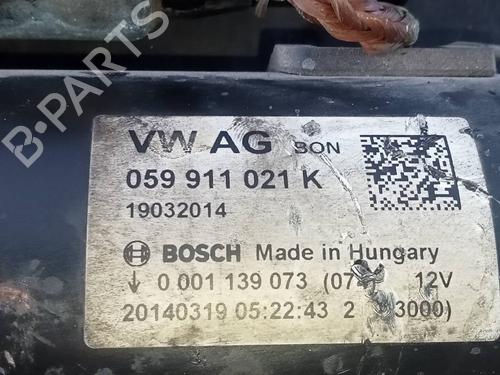 B-PARTS
VW AG BON
059 911 021 K
19032014
BOSCH Made in Hungary
0 001 139 073 12V
20140319 05:22:43 2 3000)